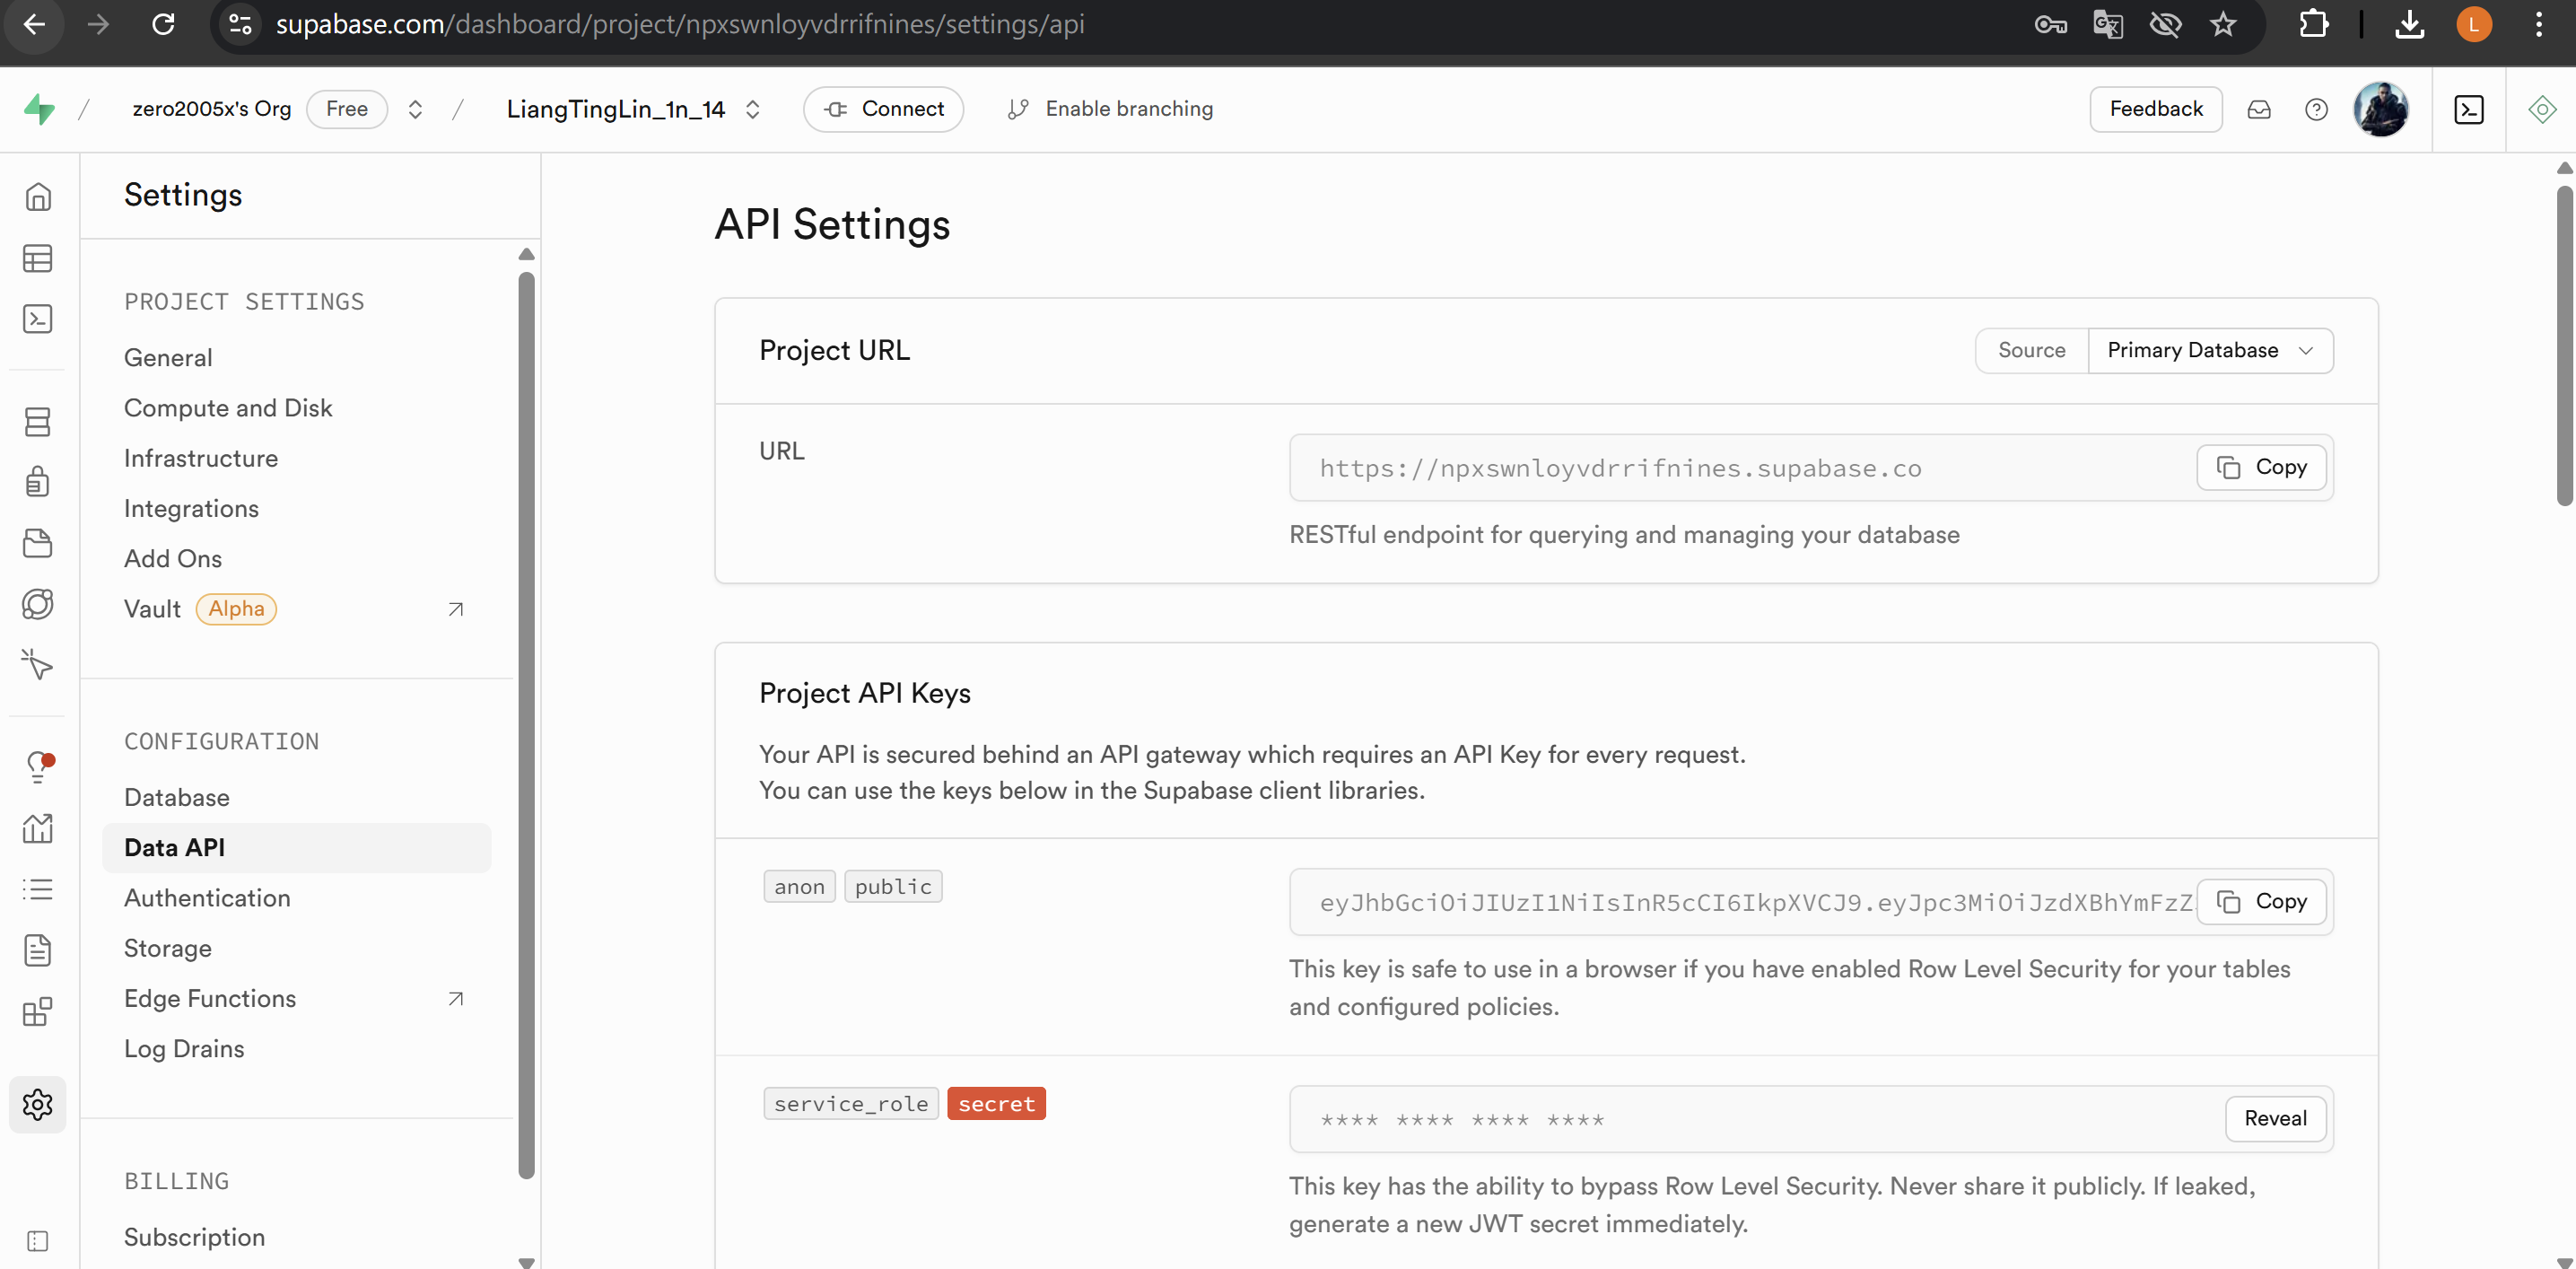 supabase.com/dashboard/project/npxswnloyvdrrifnines/settings/api
L
/ zero2005x's Org Free / LiangTingLin_1n_14 Connect Enable branching Feedback
Settings
PROJECT SETTINGS
General
Compute and Disk
Infrastructure
Integrations
Add Ons
Vault Alpha
CONFIGURATION
Database
Data API
Authentication
Storage
Edge Functions
Log Drains
BILLING
Subscription
API Settings
Project URL
Source Primary Database
URL
https://npxswnloyvdrrifnines.supabase.co Copy
RESTful endpoint for querying and managing your database
Project API Keys
Your API is secured behind an API gateway which requires an API Key for every request.
You can use the keys below in the Supabase client libraries.
anon public
eyJhbGciOiJIUzI1NiIsInR5cCI6IkpXVCJ9.eyJpc3MiOiJzdXBhYmFzZ Copy
This key is safe to use in a browser if you have enabled Row Level Security for your tables
and configured policies.
service_role secret
**** **** **** **** Reveal
This key has the ability to bypass Row Level Security. Never share it publicly. If leaked,
generate a new JWT secret immediately.